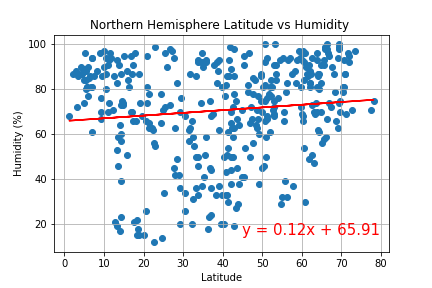 Northern Hemisphere Latitude vs Humidity
100
80
60
40
20
Humidity (%)
y = 0.12x + 65.91
0 10 20 30 40 50 60 70 80
Latitude